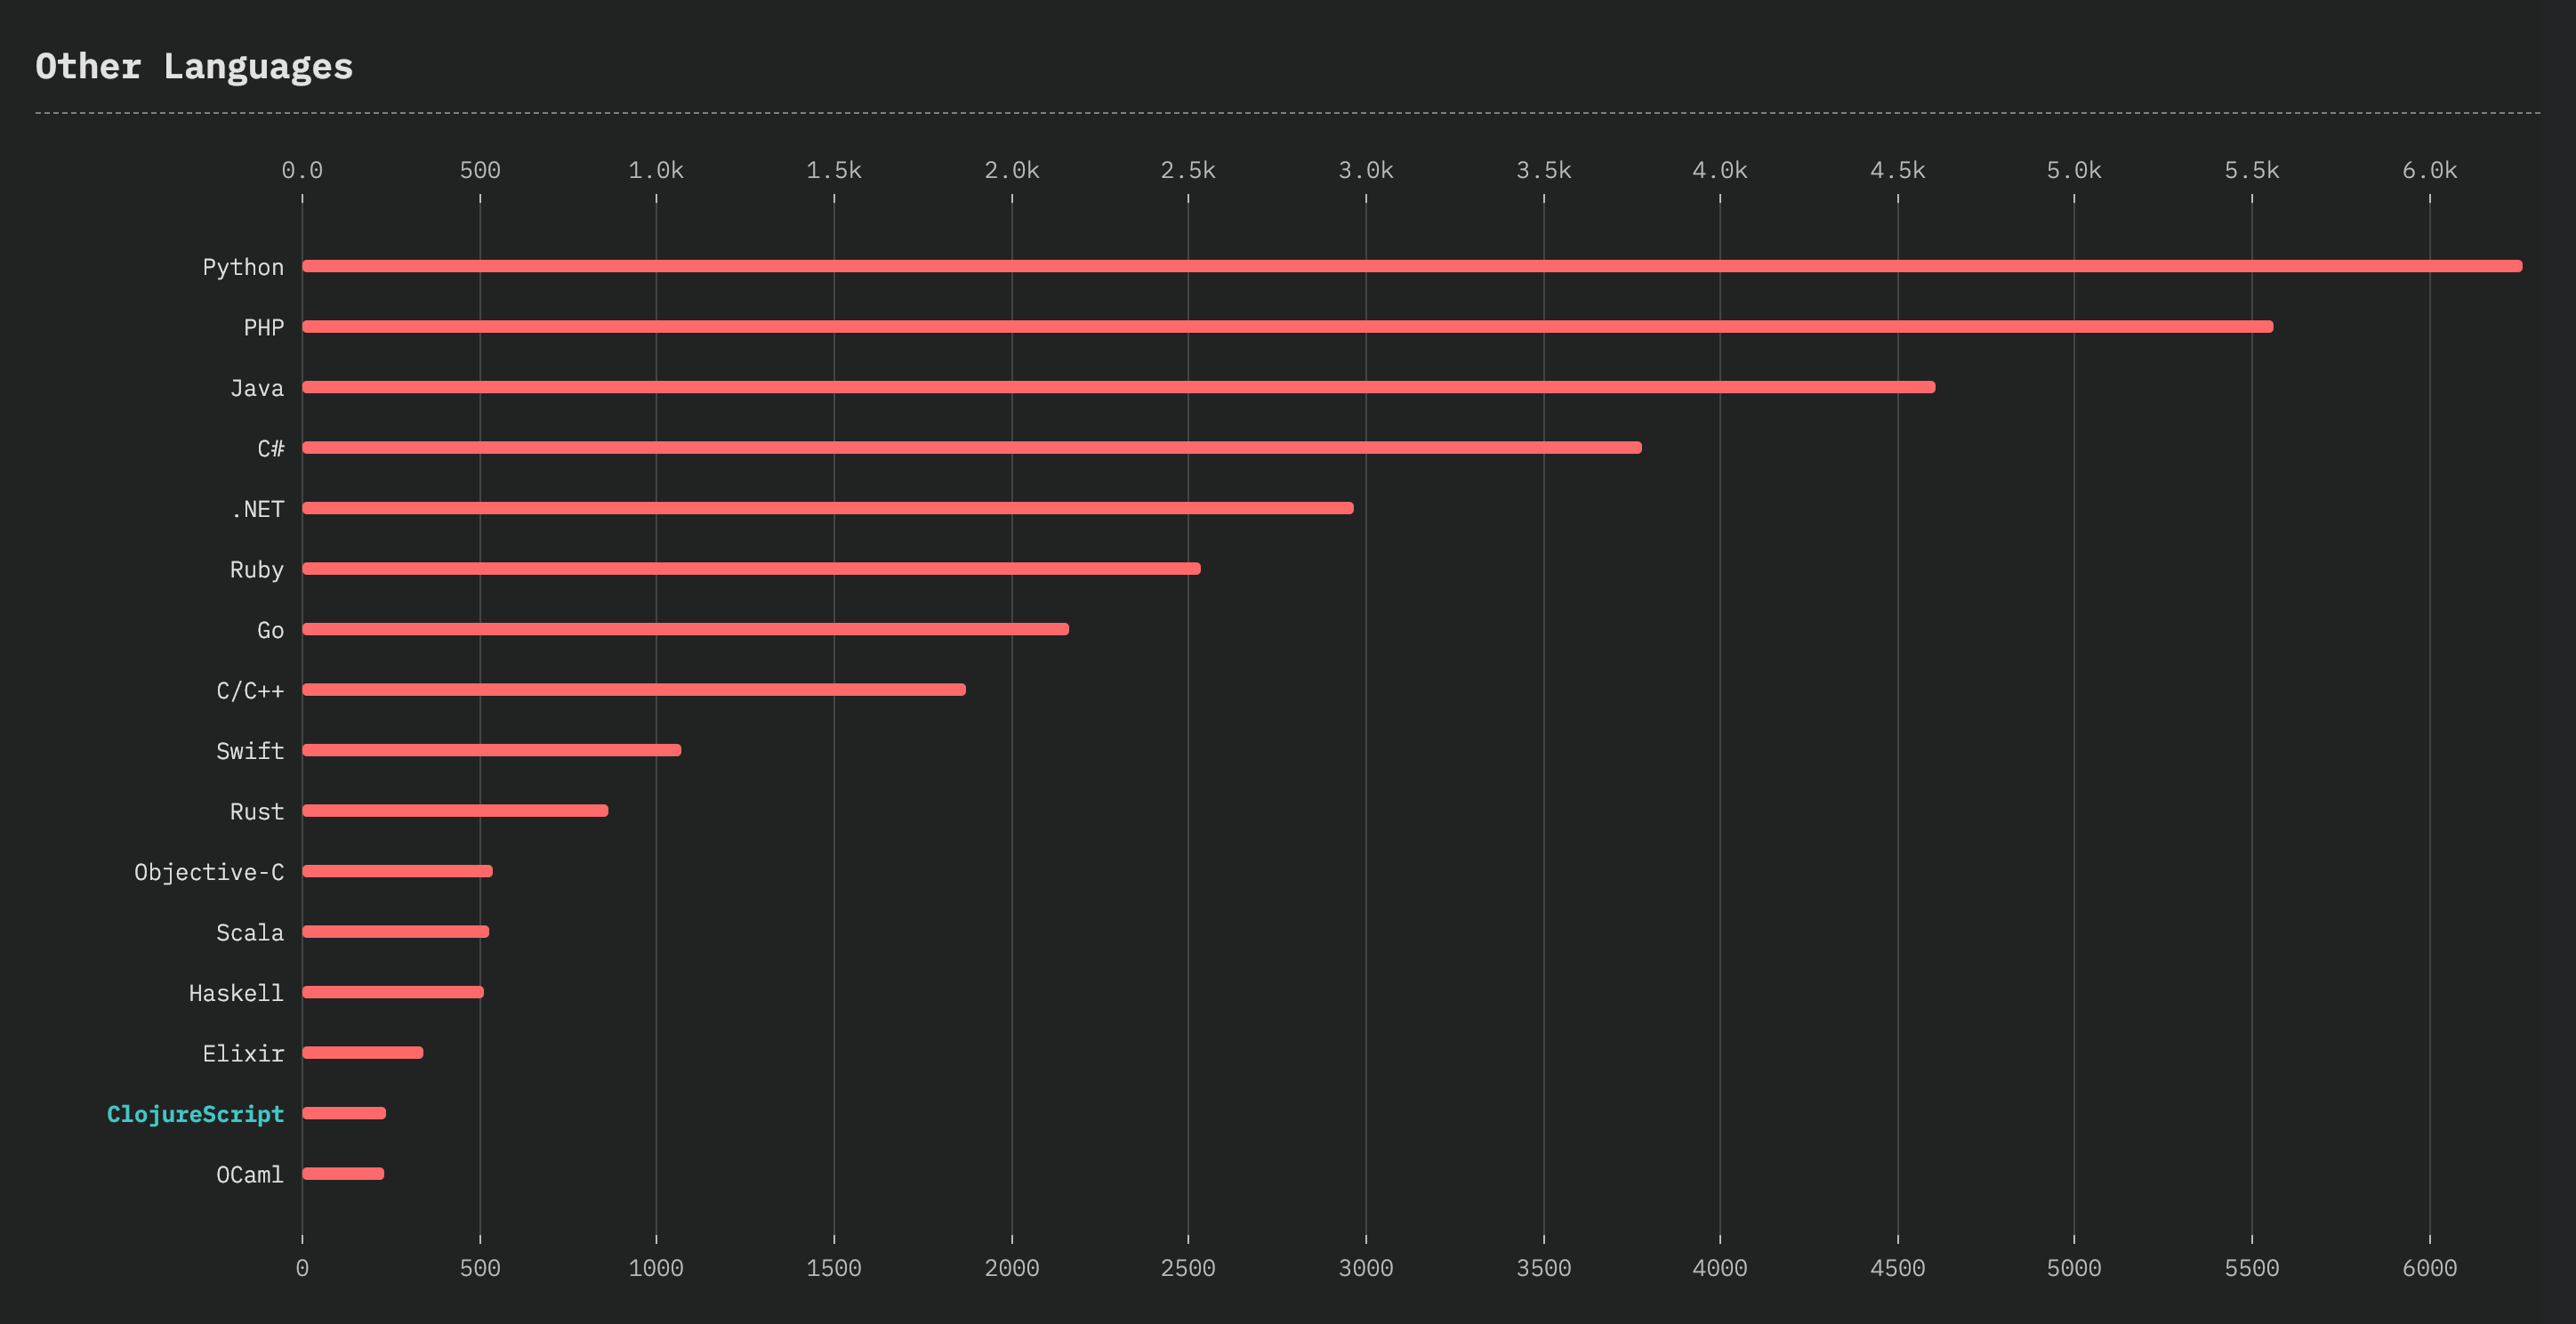 Other Languages
0.0 500 1.0k 1.5k 2.0k 2.5k 3.0k 3.5k 4.0k 4.5k 5.0k 5.5k 6.0k
Python
PHP
Java
C#
.NET
Ruby
Go
C/C++
Swift
Rust
Objective-C
Scala
Haskell
Elixir
ClojureScript
OCaml
0 500 1000 1500 2000 2500 3000 3500 4000 4500 5000 5500 6000